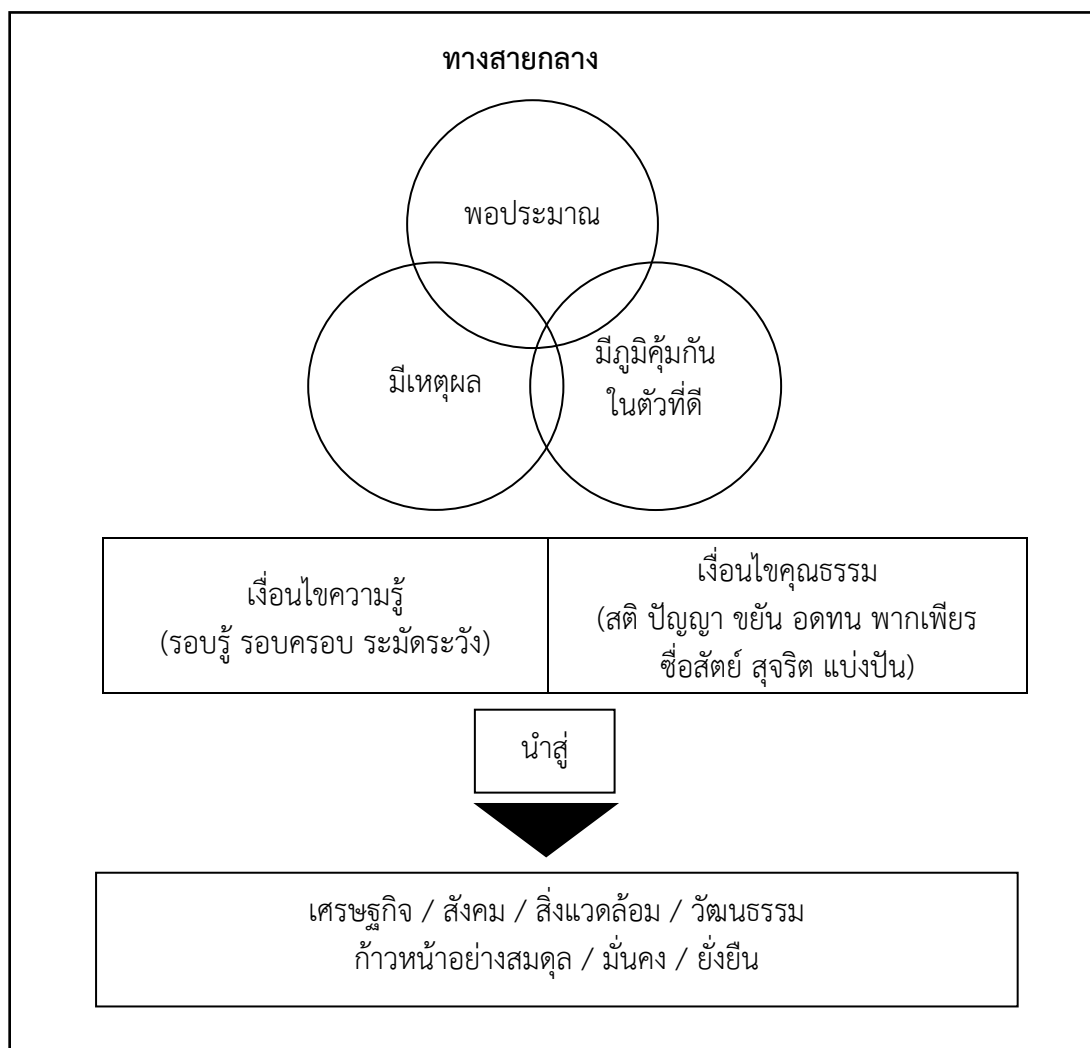 ทางสายกลาง
พอประมาณ
มีเหตุผล
มีภูมิคุ้มกัน
ในตัวที่ดี
เงื่อนไขความรู้
(รอบรู้ รอบครอบ ระมัดระวัง)
เงื่อนไขคุณธรรม
(สติ ปัญญา ขยัน อดทน พากเพียร
ซื่อสัตย์ สุจริต แบ่งปัน)
นำสู่
เศรษฐกิจ / สังคม / สิ่งแวดล้อม / วัฒนธรรม
ก้าวหน้าอย่างสมดุล / มั่นคง / ยั่งยืน